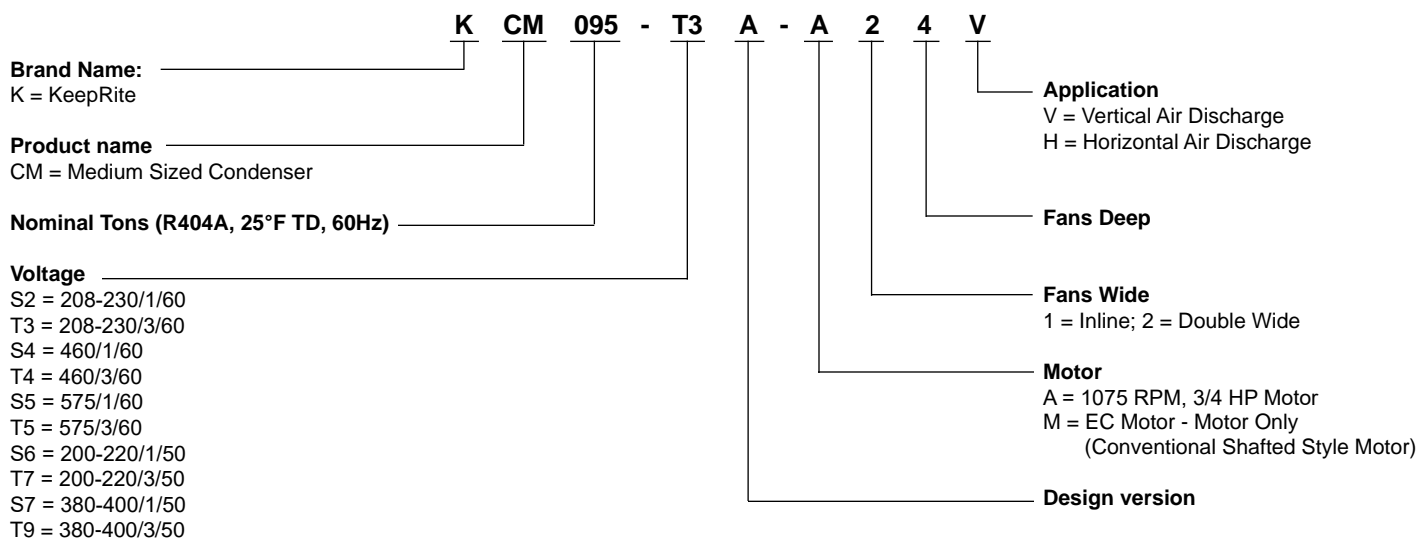 K CM 095 - T3 A - A 2 4 V
Brand Name:
K = KeepRite
Product name
CM = Medium Sized Condenser
Nominal Tons (R404A, 25°F TD, 60Hz)
Voltage
S2 = 208-230/1/60
T3 = 208-230/3/60
S4 = 460/1/60
T4 = 460/3/60
S5 = 575/1/60
T5 = 575/3/60
S6 = 200-220/1/50
T7 = 200-220/3/50
S7 = 380-400/1/50
T9 = 380-400/3/50
Application
V = Vertical Air Discharge
H = Horizontal Air Discharge
Fans Deep
Fans Wide
1 = Inline; 2 = Double Wide
Motor
A = 1075 RPM, 3/4 HP Motor
M = EC Motor - Motor Only
(Conventional Shafted Style Motor)
Design version